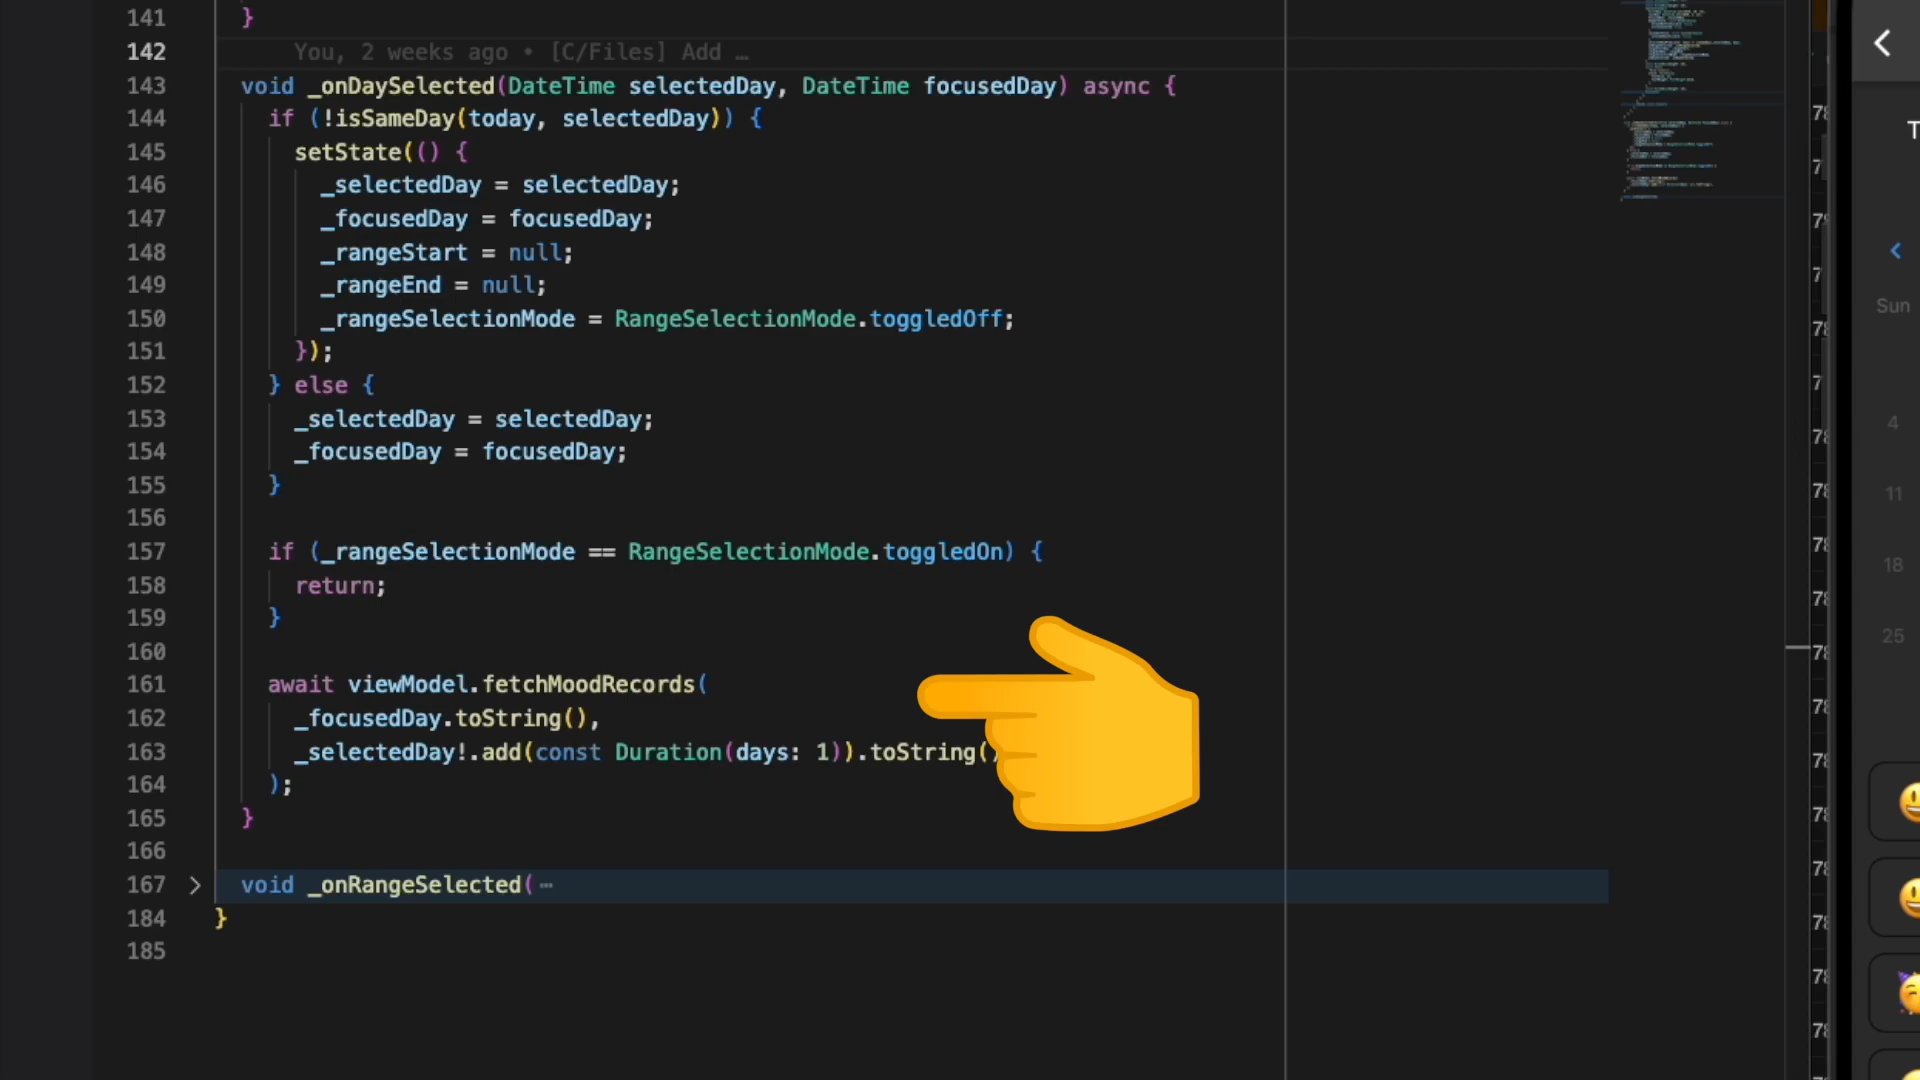 141 }
142 You, 2 weeks ago • [C/Files] Add …
143 void _onDaySelected(DateTime selectedDay, DateTime focusedDay) async {
144 if (!isSameDay(today, selectedDay)) {
145 setState(() {
146 _selectedDay = selectedDay;
147 _focusedDay = focusedDay;
148 _rangeStart = null;
149 _rangeEnd = null;
150 _rangeSelectionMode = RangeSelectionMode.toggledOff;
151 });
152 } else {
153 _selectedDay = selectedDay;
154 _focusedDay = focusedDay;
155 }
156
157 if (_rangeSelectionMode == RangeSelectionMode.toggledOn) {
158 return;
159 }
160
161 await viewModel.fetchMoodRecords(
162 _focusedDay.toString(),
163 _selectedDay!.add(const Duration(days: 1)).toString()
164 );
165 }
166
167 void _onRangeSelected( ⋯
184 }
185
Sun
4
11
18
25